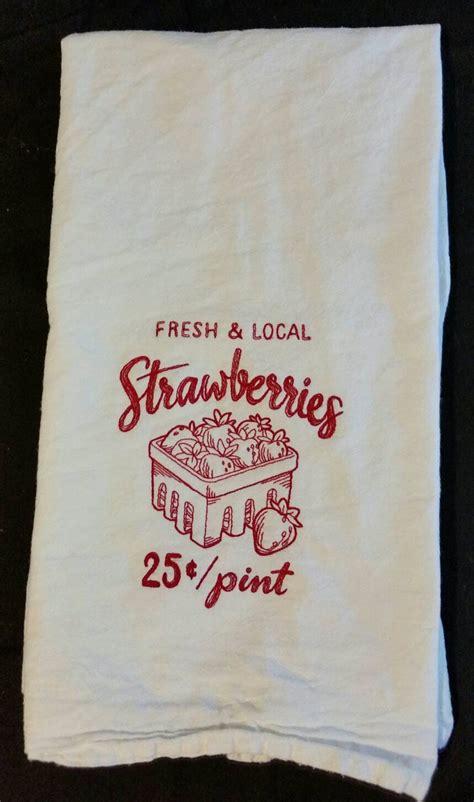 FRESH & LOCAL
Strawberries
25¢/pint